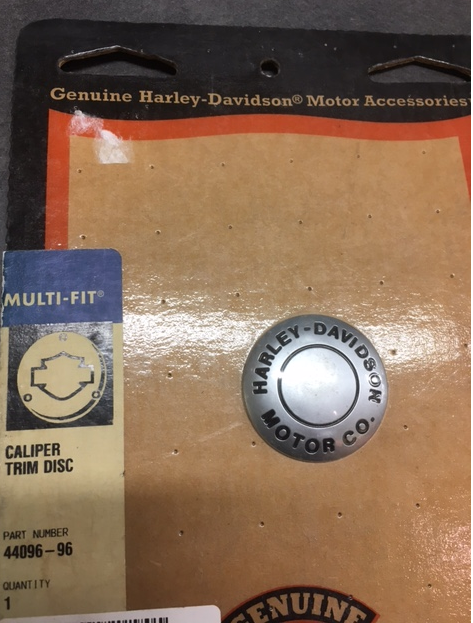 Genuine Harley-Davidson® Motor Accessories™
MULTI-FIT®
HARLEY-DAVIDSON
MOTOR CO.
CALIPER
TRIM DISC
PART NUMBER
44096-96
QUANTITY
1
GENUINE